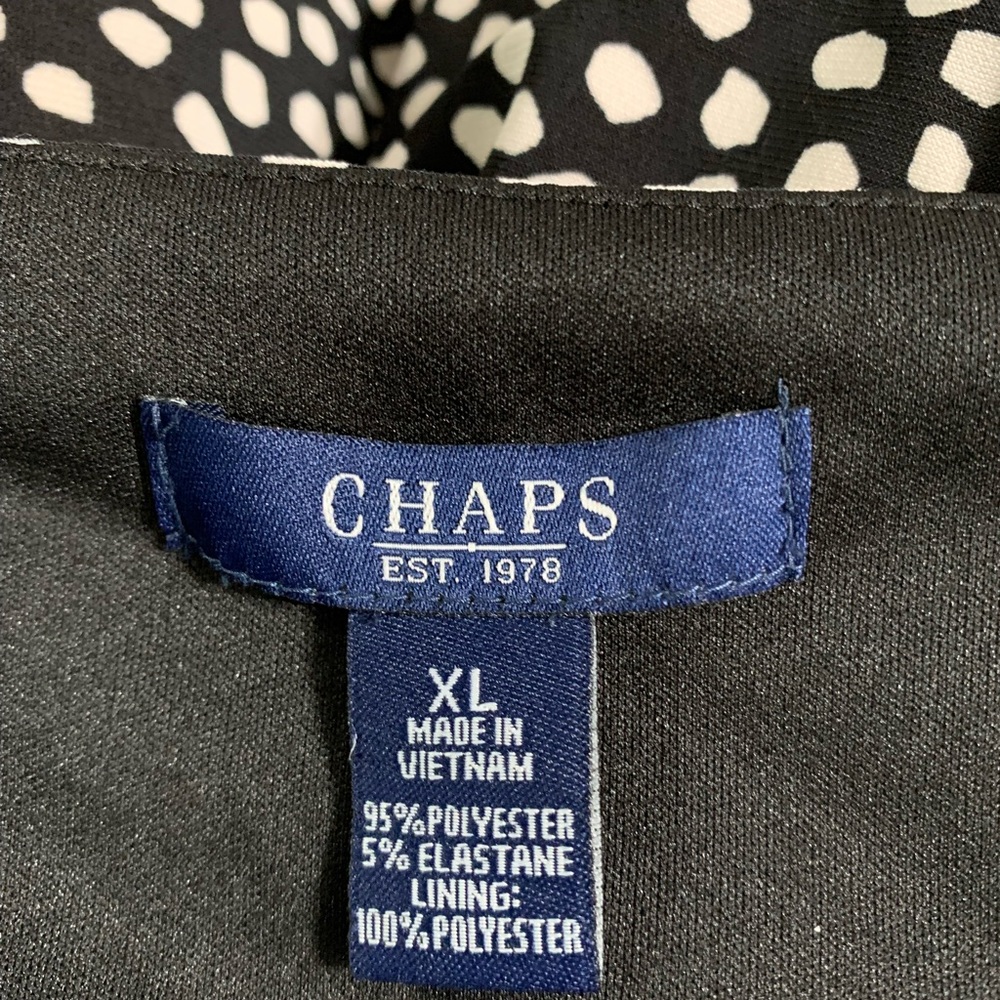 CHAPS
EST. 1978
XL
MADE IN
VIETNAM
95%POLYESTER
5% ELASTANE
LINING:
100%POLYESTER